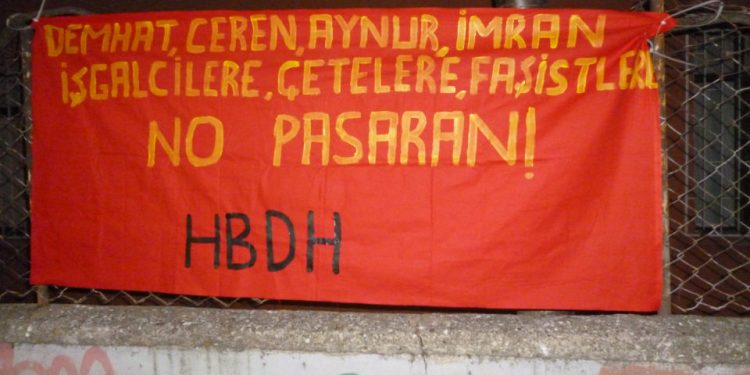 DEMHAT, CEREN, AYNUR, İMRAN
İŞGALCİLERE, ÇETELERE, FAŞİSTLERE
NO PASARAN!
HBDH